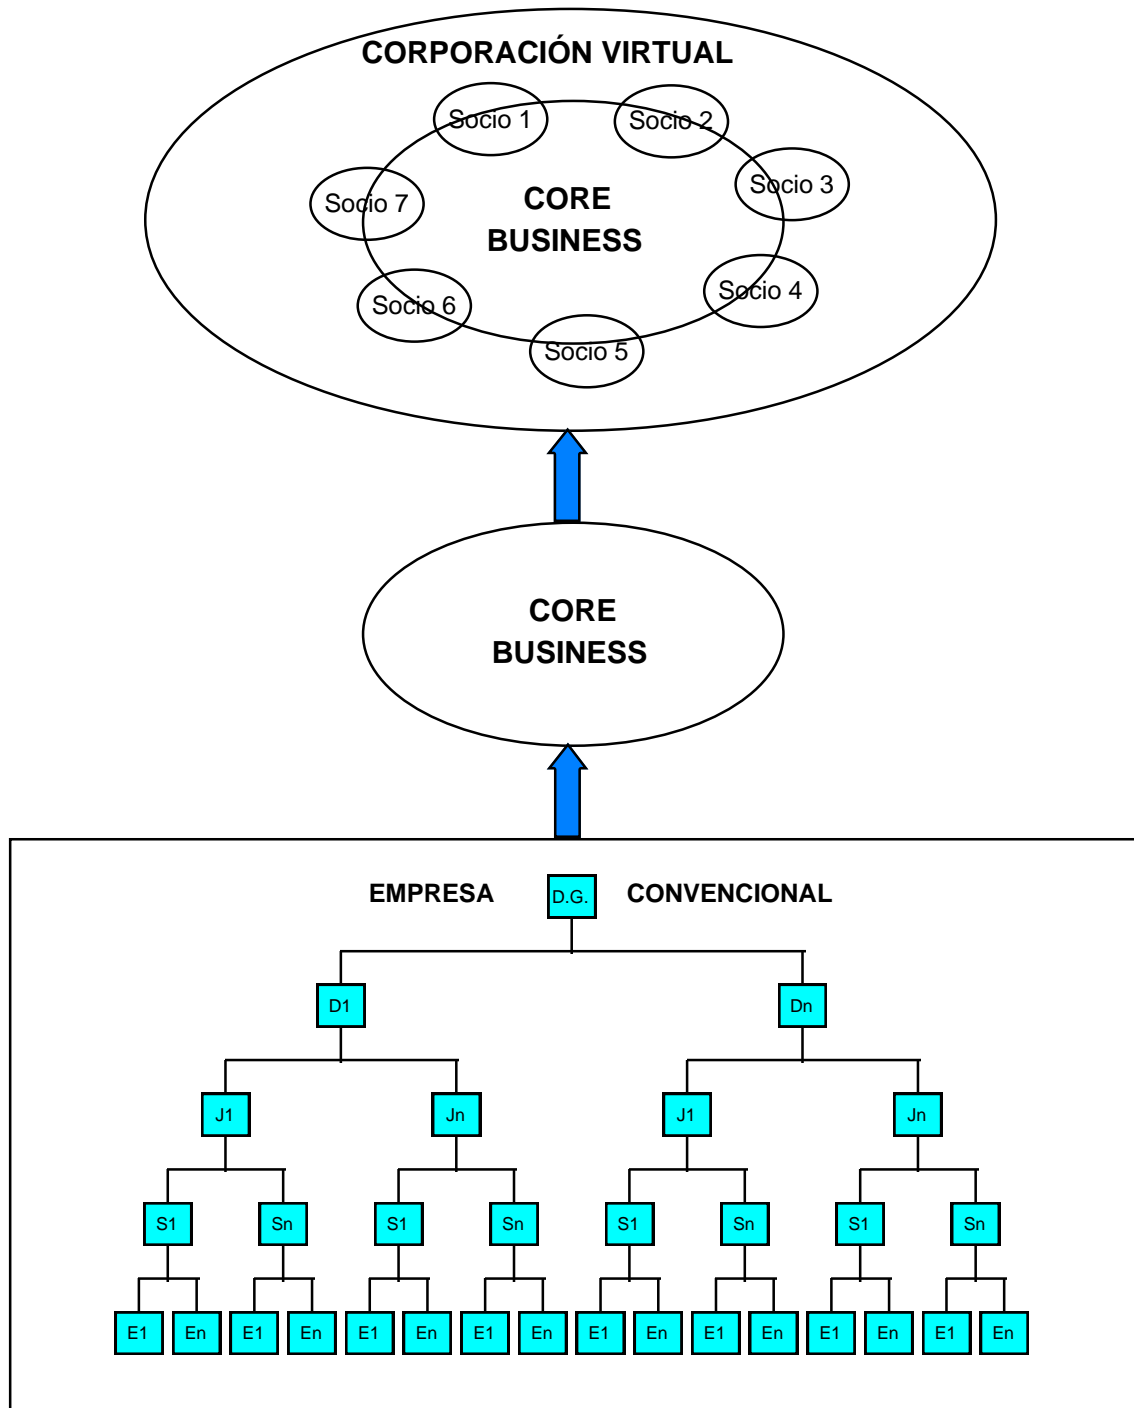 CORPORACIÓN VIRTUAL
Socio 1
Socio 2
Socio 3
Socio 7
CORE
BUSINESS
Socio 4
Socio 6
Socio 5
CORE
BUSINESS
EMPRESA D.G. CONVENCIONAL
D1 Dn
J1 Jn J1 Jn
S1 Sn S1 Sn S1 Sn S1 Sn
E1 En E1 En E1 En E1 En E1 En E1 En E1 En E1 En